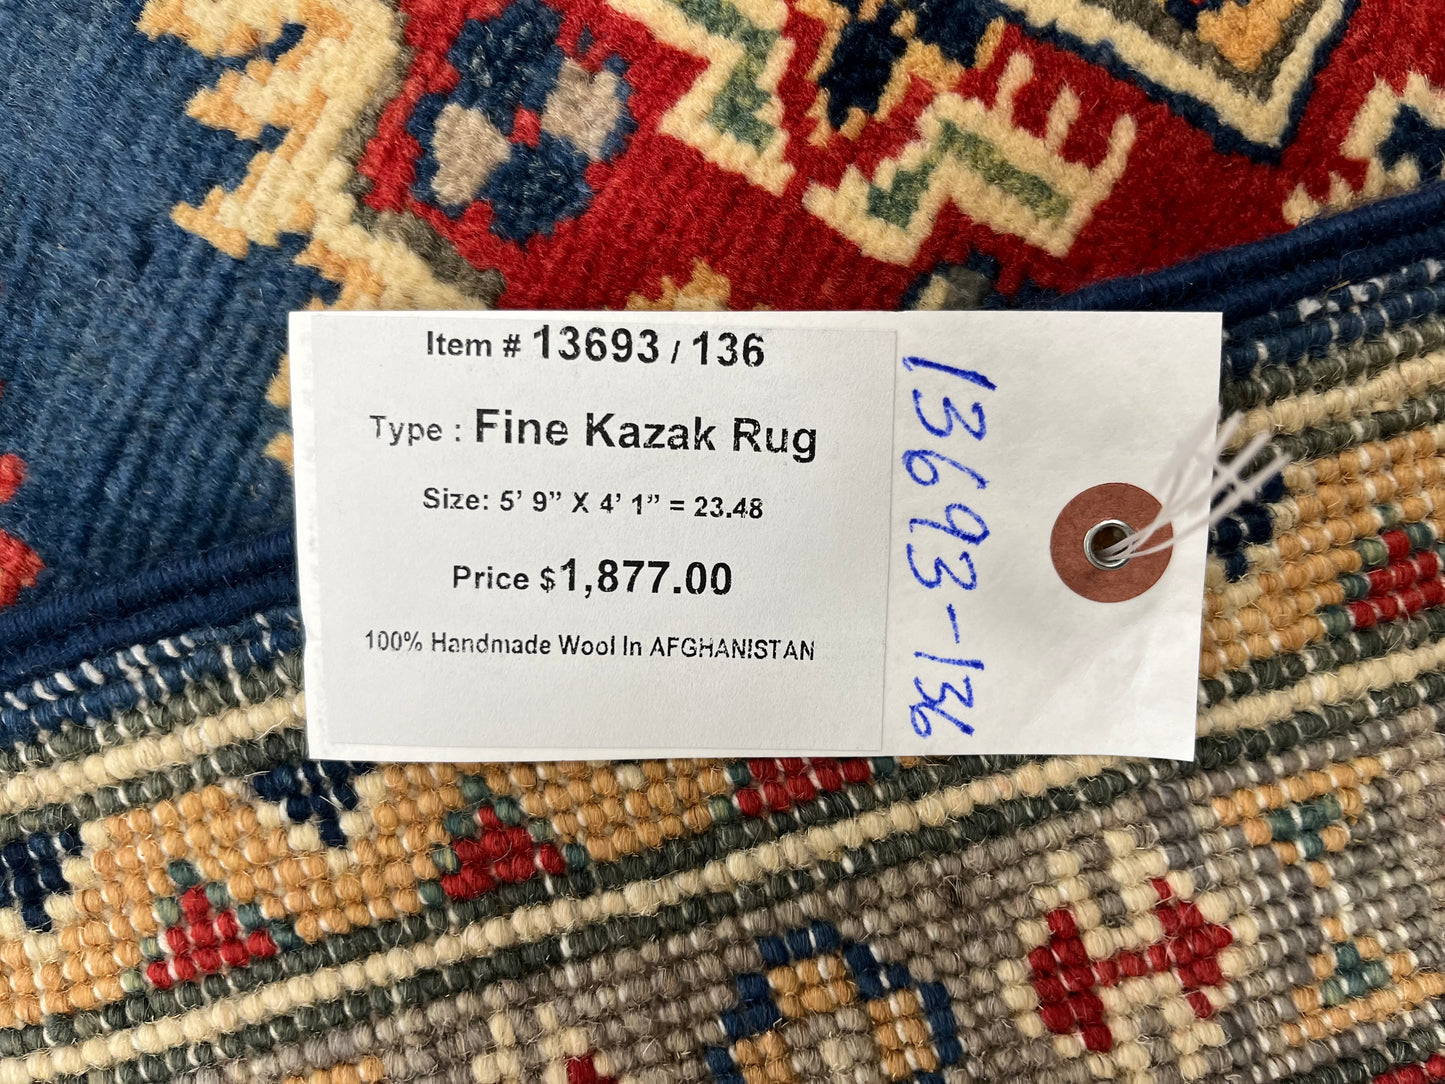 Item # 13693 / 136
Type : Fine Kazak Rug
Size: 5’ 9” X 4’ 1” = 23.48
Price $1,877.00
100% Handmade Wool In AFGHANISTAN
13693-136